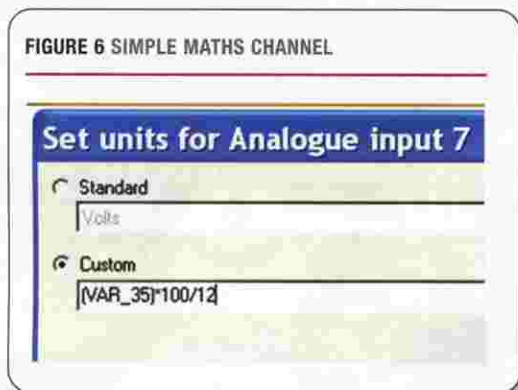 FIGURE 6 SIMPLE MATHS CHANNEL
Set units for Analogue input 7
Standard
Volts
Custom
(VAR_35)*100/12